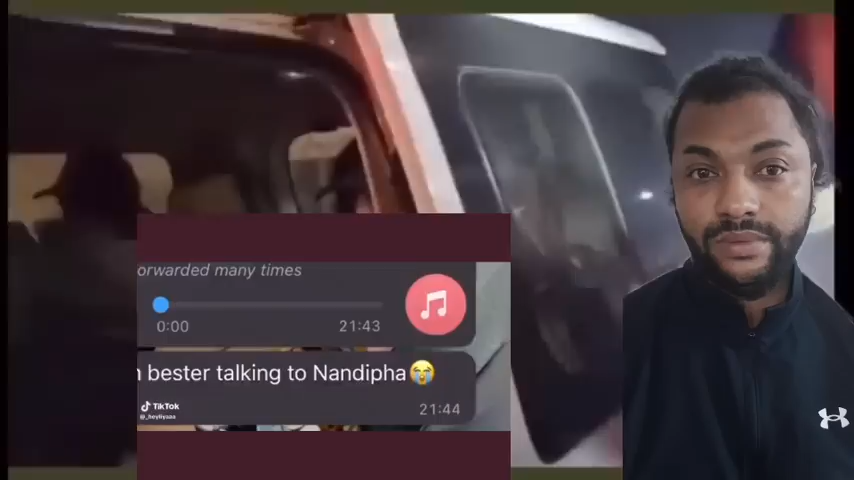 orwarded many times
0:00
21:43
bester talking to Nandipha😭
TikTok
21:44